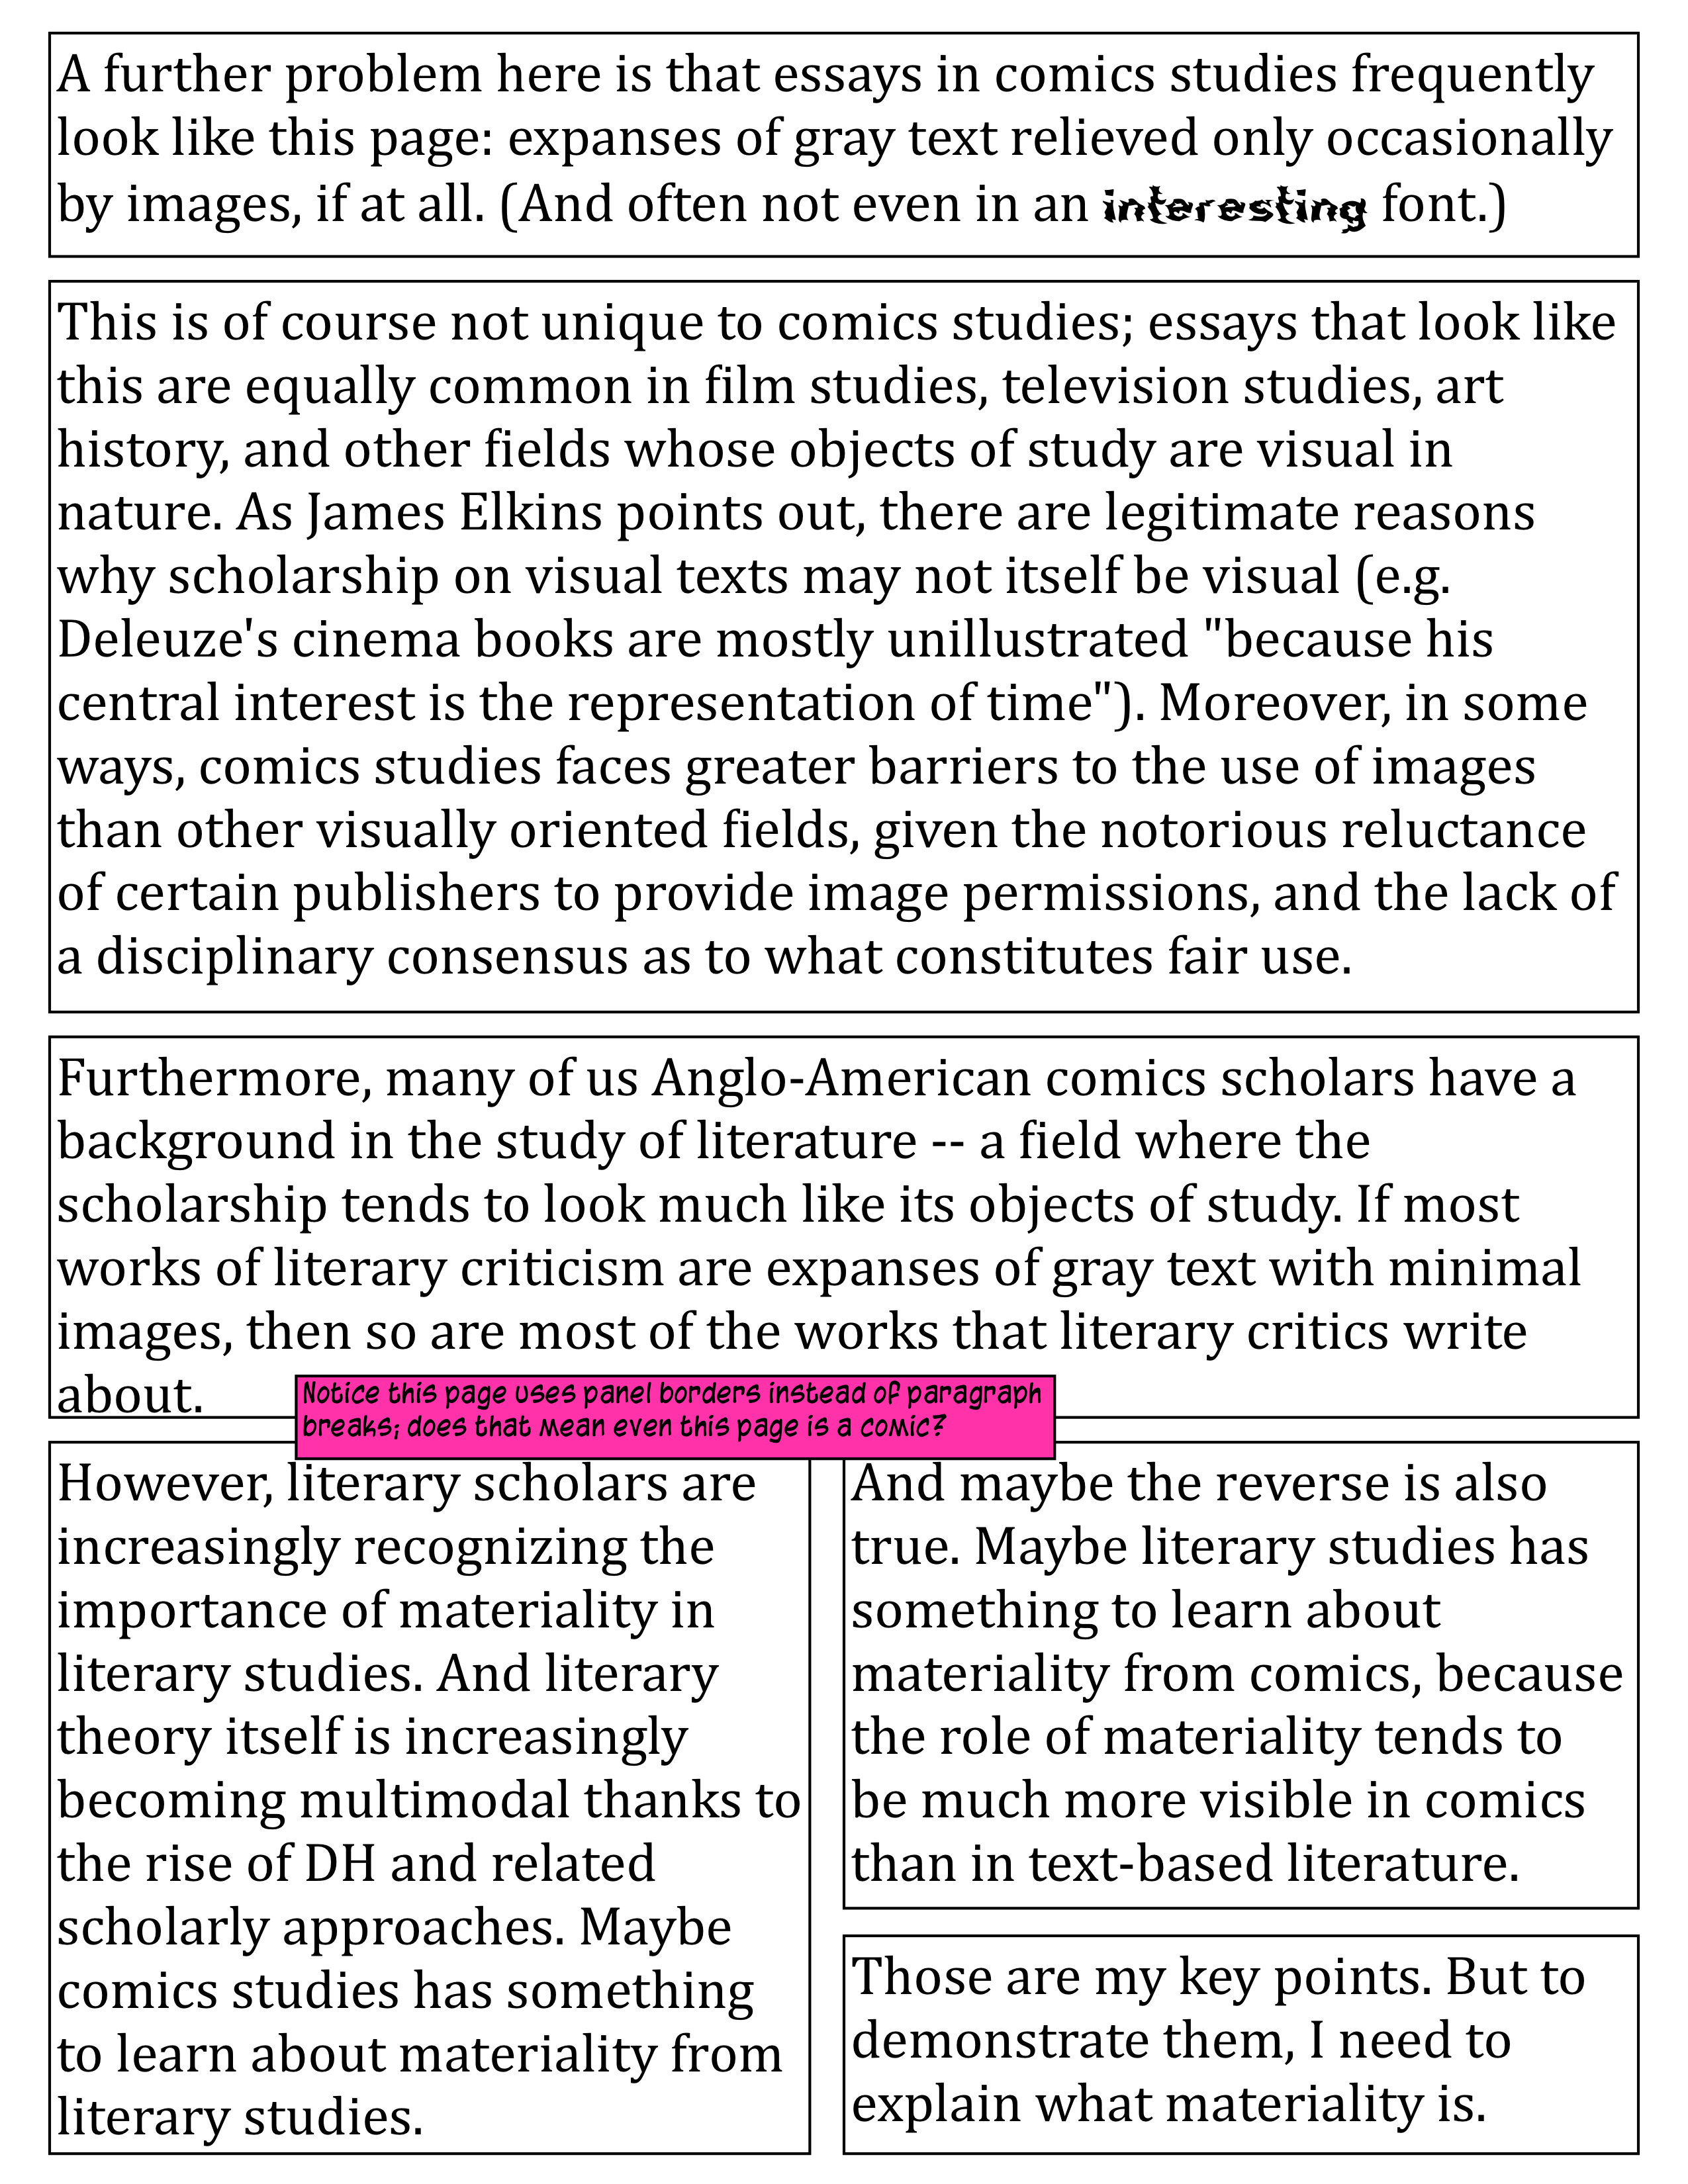 A further problem here is that essays in comics studies frequently
look like this page: expanses of gray text relieved only occasionally
by images, if at all. (And often not even in an interesting font.)
This is of course not unique to comics studies; essays that look like
this are equally common in film studies, television studies, art
history, and other fields whose objects of study are visual in
nature. As James Elkins points out, there are legitimate reasons
why scholarship on visual texts may not itself be visual (e.g.
Deleuze's cinema books are mostly unillustrated "because his
central interest is the representation of time"). Moreover, in some
ways, comics studies faces greater barriers to the use of images
than other visually oriented fields, given the notorious reluctance
of certain publishers to provide image permissions, and the lack of
a disciplinary consensus as to what constitutes fair use.
Furthermore, many of us Anglo-American comics scholars have a
background in the study of literature -- a field where the
scholarship tends to look much like its objects of study. If most
works of literary criticism are expanses of gray text with minimal
images, then so are most of the works that literary critics write
about.
Notice this page uses panel borders instead of paragraph
breaks; does that mean even this page is a comic?
However, literary scholars are
increasingly recognizing the
importance of materiality in
literary studies. And literary
theory itself is increasingly
becoming multimodal thanks to
the rise of DH and related
scholarly approaches. Maybe
comics studies has something
to learn about materiality from
literary studies.
And maybe the reverse is also
true. Maybe literary studies has
something to learn about
materiality from comics, because
the role of materiality tends to
be much more visible in comics
than in text-based literature.
Those are my key points. But to
demonstrate them, I need to
explain what materiality is.